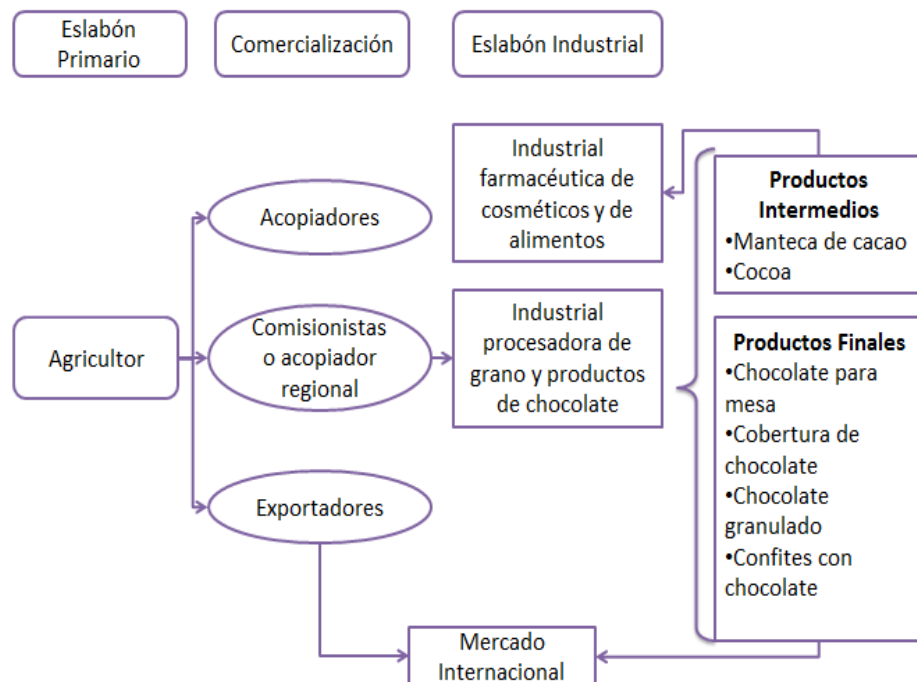 Eslabón
Primario
Comercialización
Eslabón Industrial
Industrial
farmacéutica de
cosméticos y de
alimentos
Productos
Intermedios
•Manteca de cacao
•Cocoa
Acopiadores
Agricultor
Comisionistas
o acopiador
regional
Industrial
procesadora de
grano y productos
de chocolate
Productos Finales
•Chocolate para
mesa
•Cobertura de
chocolate
•Chocolate
granulado
•Confites con
chocolate
Exportadores
Mercado
Internacional